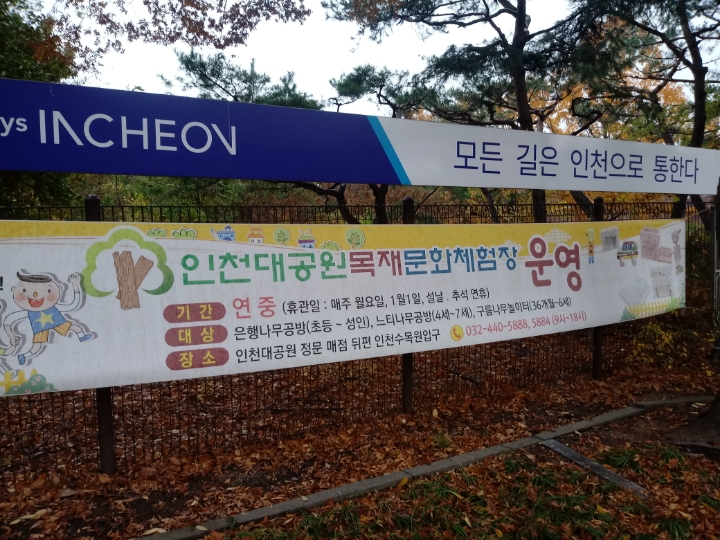 ys INCHEON
모든 길은 인천으로 통한다
인천대공원목재문화체험장 운영
기 간 연 중 (휴관일 : 매주 월요일, 1월1일, 설날 . 추석 연휴)
대 상 은행나무공방(초등 ~ 성인), 느티나무공방(4세~7세), 구름나무놀이터(36개월~6세)
장 소 인천대공원 정문 매점 뒤편 인천수목원입구 032-440-5888, 5884 (9시~18시)